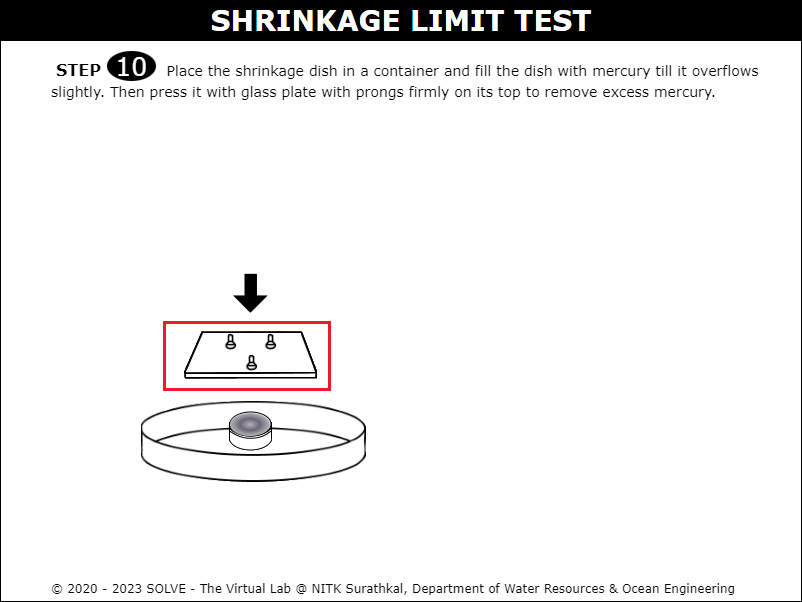 SHRINKAGE LIMIT TEST
STEP 10 Place the shrinkage dish in a container and fill the dish with mercury till it overflows
slightly. Then press it with glass plate with prongs firmly on its top to remove excess mercury.
© 2020 - 2023 SOLVE - The Virtual Lab @ NITK Surathkal, Department of Water Resources & Ocean Engineering